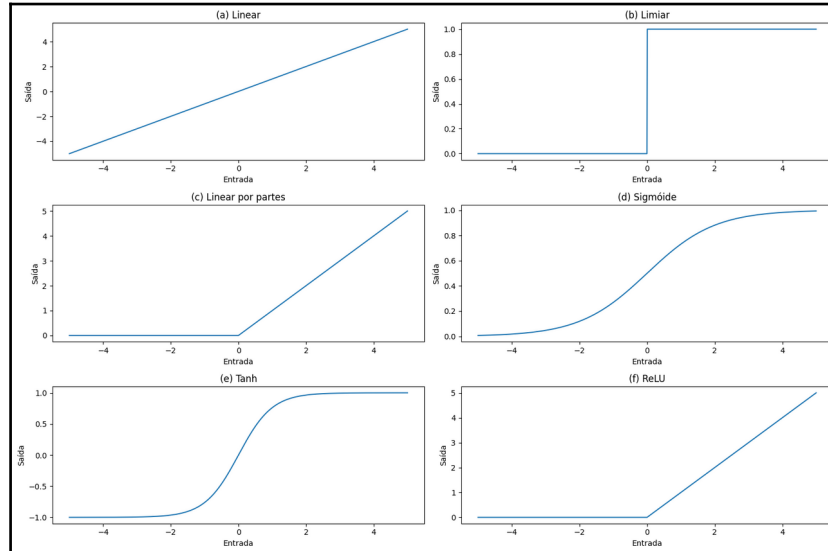 (a) Linear
4
2
0
−2
−4
Saída
−4 −2 0 2 4
Entrada
(b) Limiar
1.0
0.8
0.6
0.4
0.2
0.0
Saída
−4 −2 0 2 4
Entrada
(c) Linear por partes
5
4
3
2
1
0
Saída
−4 −2 0 2 4
Entrada
(d) Sigmóide
1.0
0.8
0.6
0.4
0.2
0.0
Saída
−4 −2 0 2 4
Entrada
(e) Tanh
1.0
0.5
0.0
−0.5
−1.0
Saída
−4 −2 0 2 4
Entrada
(f) ReLU
5
4
3
2
1
0
Saída
−4 −2 0 2 4
Entrada